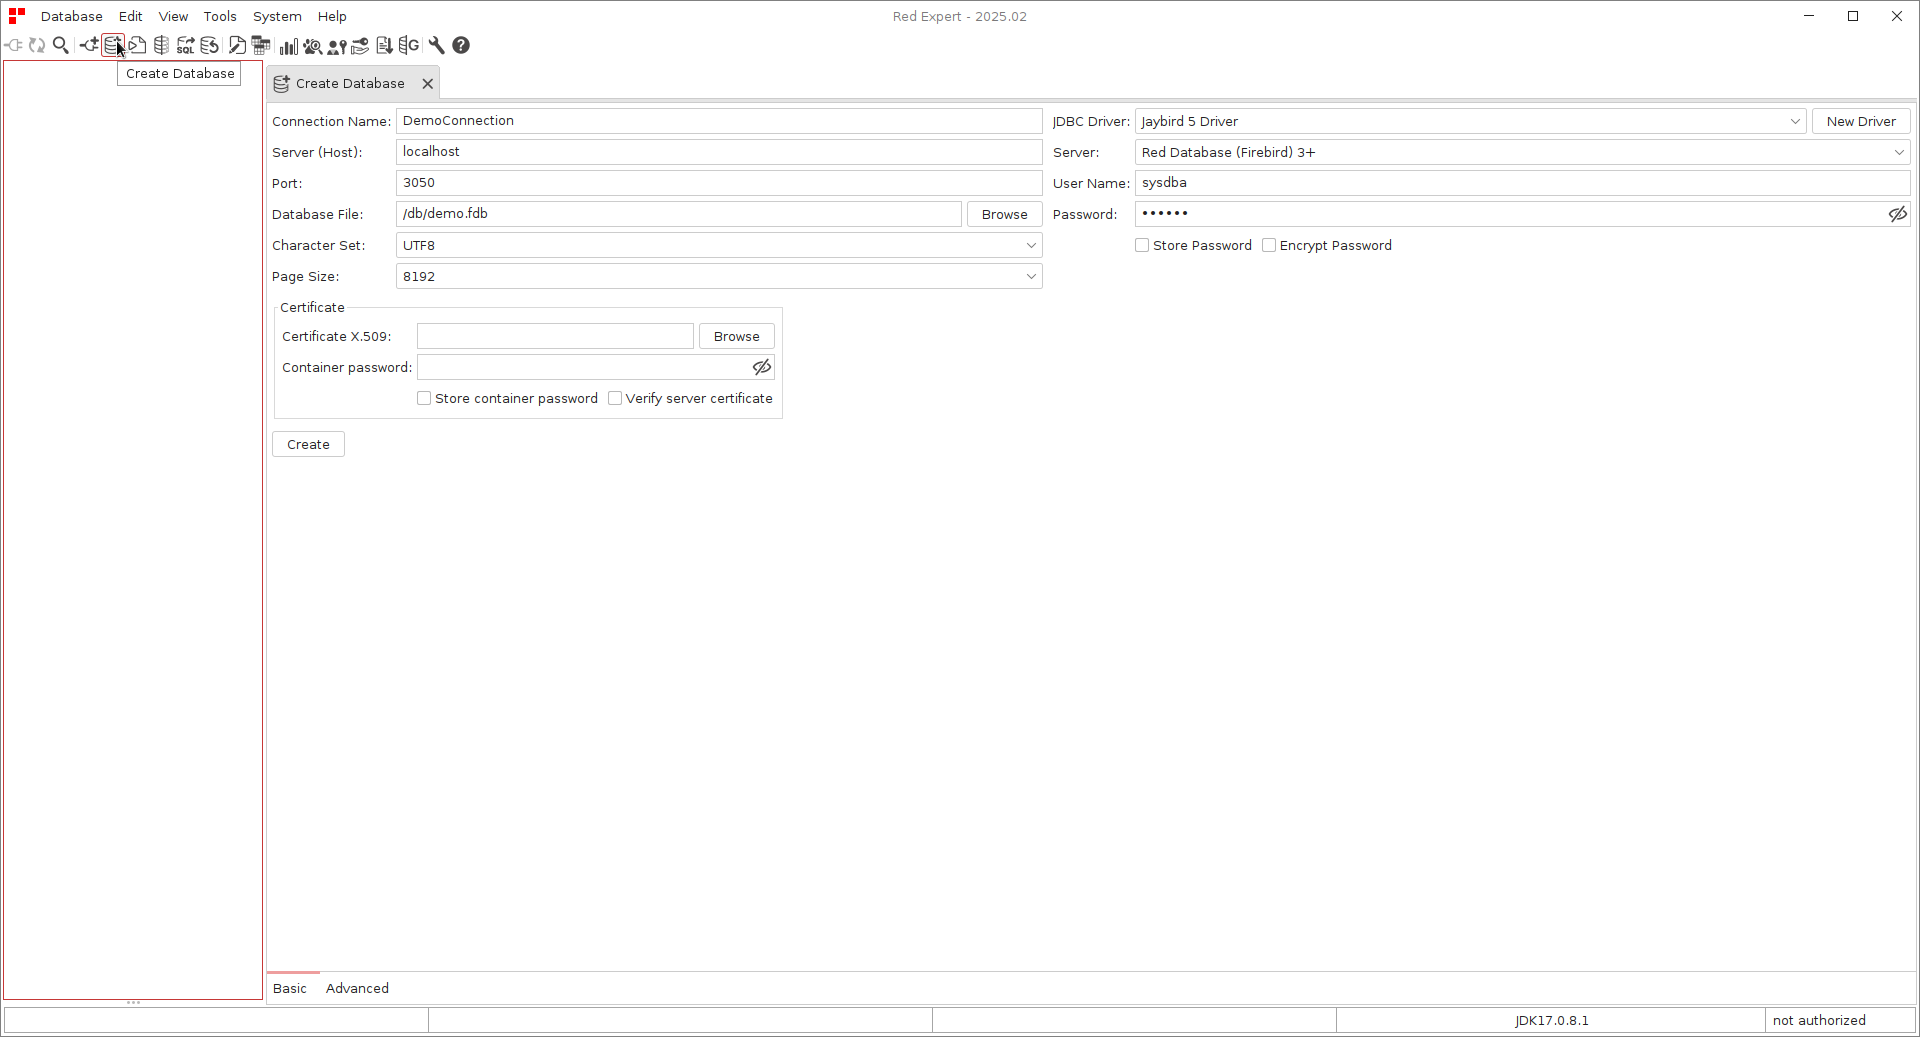 Database Edit View Tools System Help Red Expert - 2025.02
SQL G
Create Database
Create Database
Connection Name: DemoConnection JDBC Driver: Jaybird 5 Driver New Driver
Server (Host): localhost Server: Red Database (Firebird) 3+
Port: 3050 User Name: sysdba
Database File: /db/demo.fdb Browse Password: ••••••
Character Set: UTF8 Store Password Encrypt Password
Page Size: 8192
Certificate
Certificate X.509: Browse
Container password:
Store container password Verify server certificate
Create
Basic Advanced
JDK17.0.8.1 not authorized